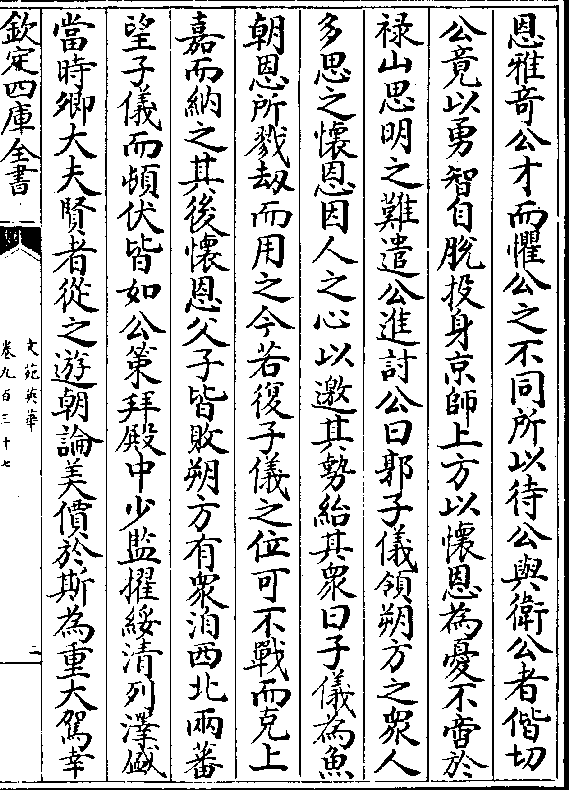 恩雅奇公才而懼公之不同所以待公與衛公者偕切
公竟以勇智自脫投身京師上方以懷恩為憂不啻於
祿山思明之難遣公進討公曰郭子儀領朔方之衆人
多思之懷恩因人之心以邀其勢紿其衆曰子儀為魚
朝恩所戮刧而用之今若復子儀之位可不戰而克上
嘉而納之其後懷恩父子皆敗朔方有衆洎西北兩蕃
望子儀而頓伏皆如公策拜殿中少監擢綏清列澤鹹
當時卿大夫賢者從之遊朝論美價於斯為重大駕幸
欽定四庫全書
文苑英華
卷九百三十七
二